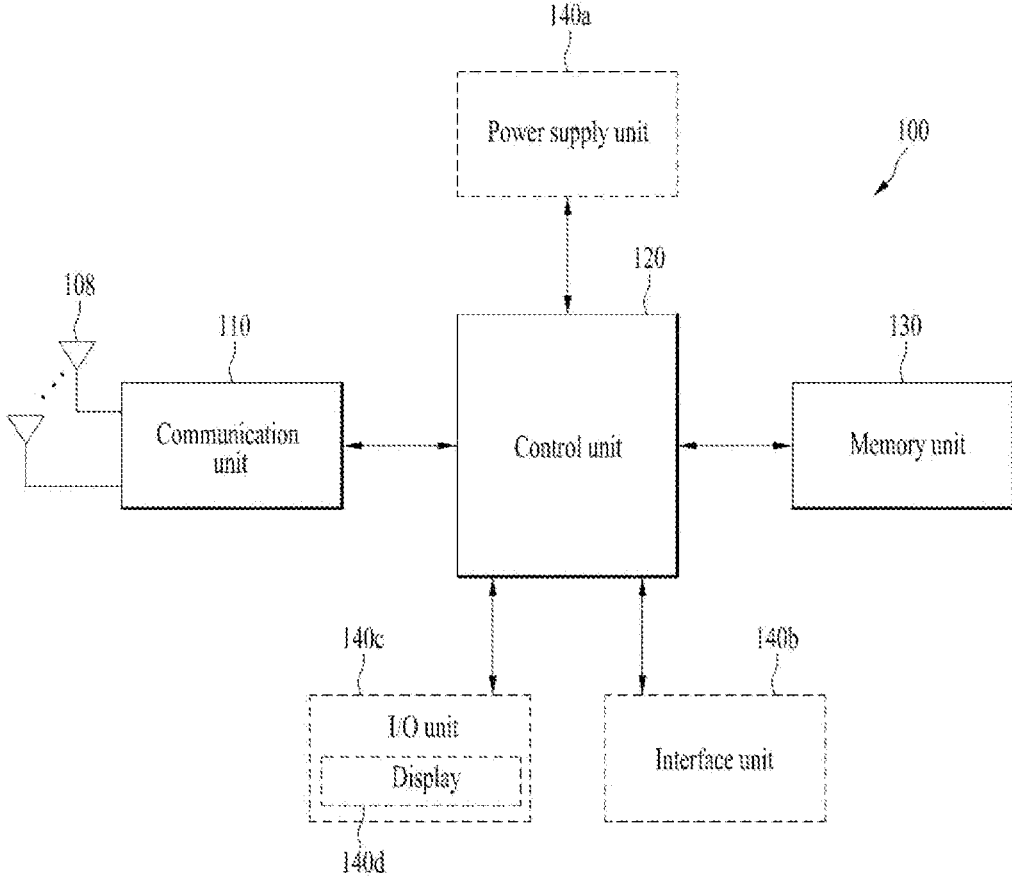 140a
Power supply unit
100
120
108
110
130
Communication
unit
Control unit
Memory unit
140c
140b
I/O unit
Display
Interface unit
140d